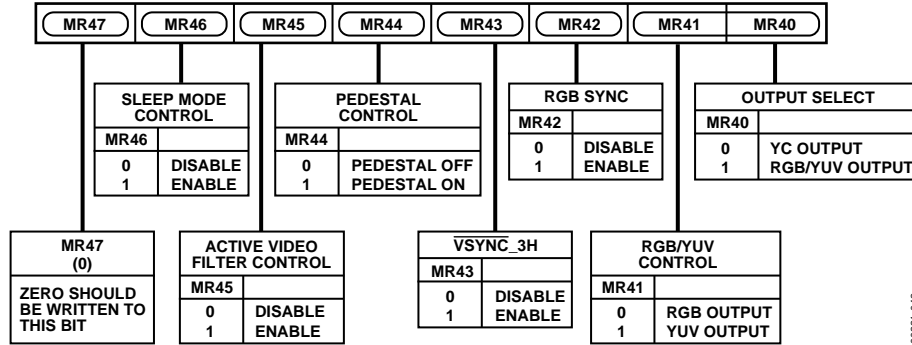 MR47 MR46 MR45 MR44 MR43 MR42 MR41 MR40
SLEEP MODE
CONTROL
MR46
0 DISABLE
1 ENABLE
PEDESTAL
CONTROL
MR44
0 PEDESTAL OFF
1 PEDESTAL ON
RGB SYNC
MR42
0 DISABLE
1 ENABLE
OUTPUT SELECT
MR40
0 YC OUTPUT
1 RGB/YUV OUTPUT
MR47
(0)
ZERO SHOULD
BE WRITTEN TO
THIS BIT
ACTIVE VIDEO
FILTER CONTROL
MR45
0 DISABLE
1 ENABLE
VSYNC_3H
MR43
0 DISABLE
1 ENABLE
RGB/YUV
CONTROL
MR41
0 RGB OUTPUT
1 YUV OUTPUT